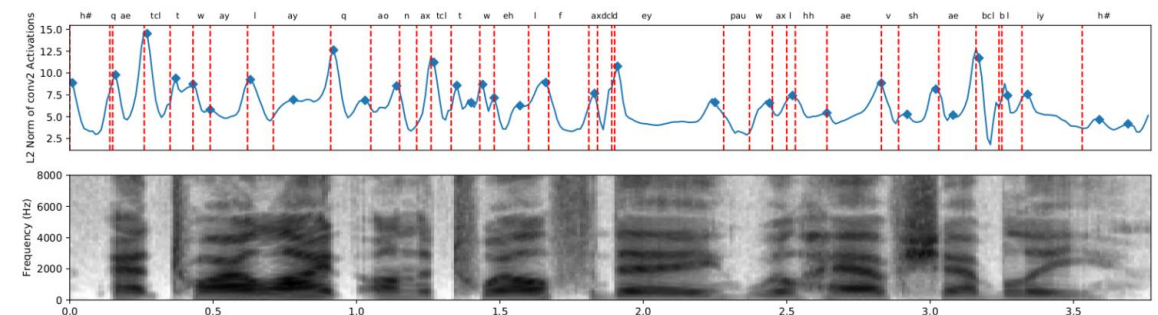 h# q ae tcl t w ay l ay q ao n ax tcl t w eh l f ax dcl d ey pau w ax l hh ae v sh ae bcl b l iy h#
L2 Norm of conv2 Activations
15.0
12.5
10.0
7.5
5.0
2.5
Frequency (Hz)
8000
6000
4000
2000
0
0.0 0.5 1.0 1.5 2.0 2.5 3.0 3.5